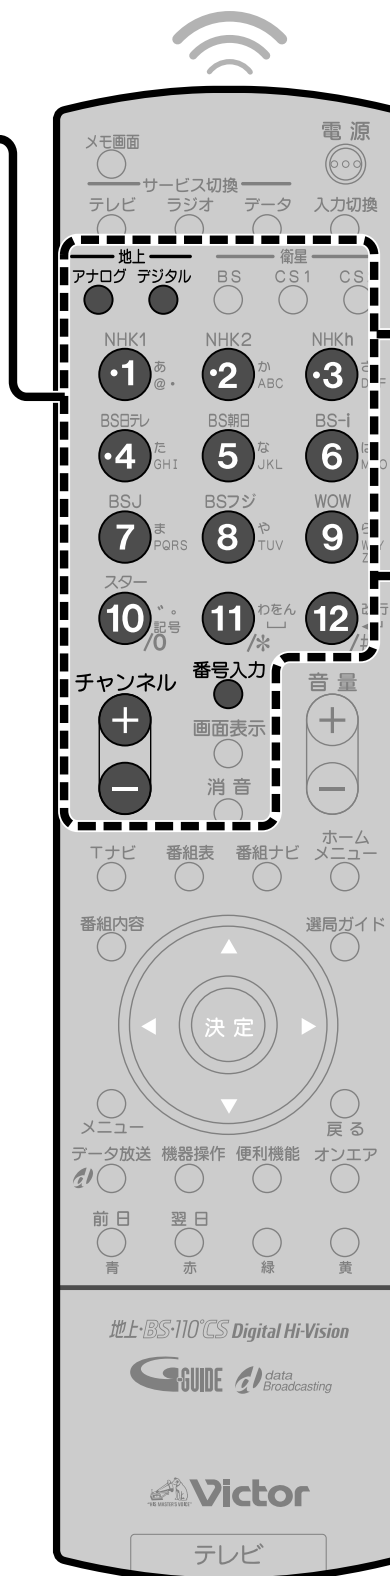 メモ画面 電源
サービス切換
テレビ ラジオ データ 入力切換
地上 衛星
アナログ デジタル BS CS1 CS
NHK1 NHK2 NHKh
・1 あ @・ ・2 か ABC ・3
BS日テレ BS朝日 BS-i
・4 た GHI 5 な JKL 6
BSJ BSフジ WOW
7 ま PQRS 8 や TUV 9
スター
10 ゛。 記号 /0 11 わをん /＊ 12
チャンネル 番号入力 音量
+ 画面表示 +
− 消音 −
Tナビ 番組表 番組ナビ ホームメニュー
番組内容 選局ガイド
決定
メニュー 戻る
データ放送 機器操作 便利機能 オンエア
d
前日 翌日
青 赤 緑 黄
地上・BS・110°CS Digital Hi-Vision
G-GUIDE d data Broadcasting
"HIS MASTER'S VOICE" Victor
テレビ